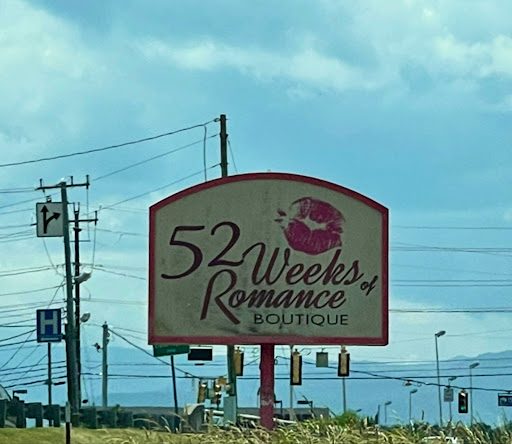 52 Weeks of
Romance
BOUTIQUE
H